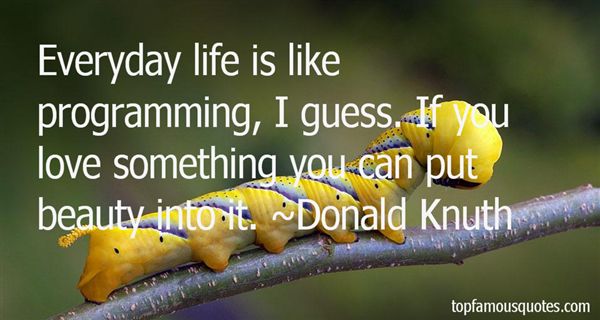 Everyday life is like
programming, I guess. If you
love something you can put
beauty into it. ~Donald Knuth
topfamousquotes.com